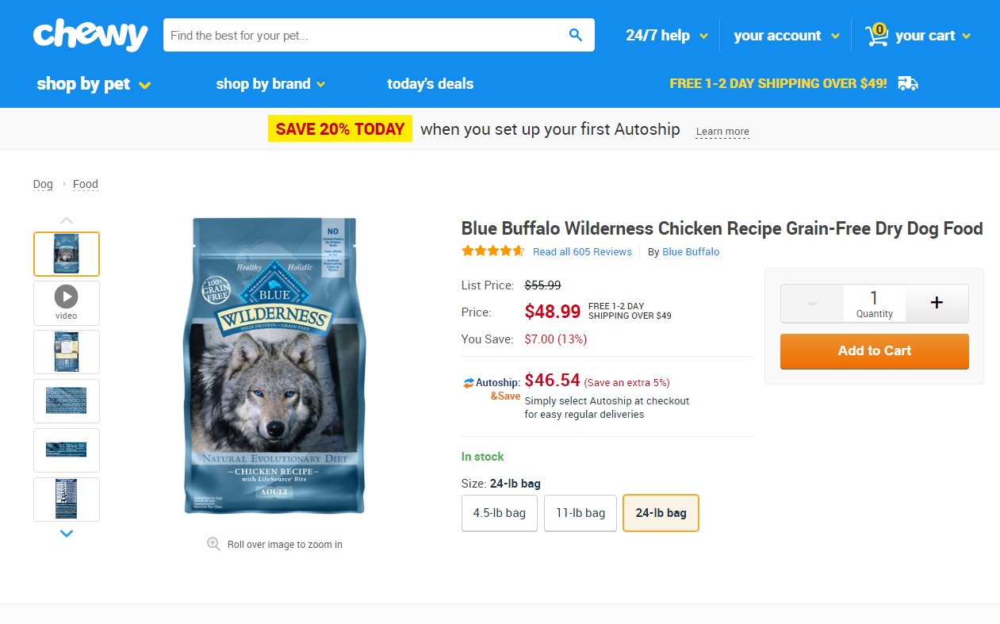 chewy
Find the best for your pet...
24/7 help
your account
0
your cart
shop by pet
shop by brand
today's deals
FREE 1-2 DAY SHIPPING OVER $49!
SAVE 20% TODAY when you set up your first Autoship Learn more
Dog
Food
video
NO
Healthy Holistic
100%
GRAIN
FREE
BLUE
WILDERNESS
HIGH PROTEIN ~ GRAIN-FREE
NATURAL EVOLUTIONARY DIET
~CHICKEN RECIPE~
with LifeSource Bits
ADULT
Roll over image to zoom in
Blue Buffalo Wilderness Chicken Recipe Grain-Free Dry Dog Food
Read all 605 Reviews
By Blue Buffalo
List Price: $55.99
Price: $48.99 FREE 1-2 DAY
SHIPPING OVER $49
You Save: $7.00 (13%)
Autoship: $46.54 (Save an extra 5%)
&Save Simply select Autoship at checkout
for easy regular deliveries
In stock
Size: 24-lb bag
4.5-lb bag
11-lb bag
24-lb bag
1
Quantity
+
Add to Cart